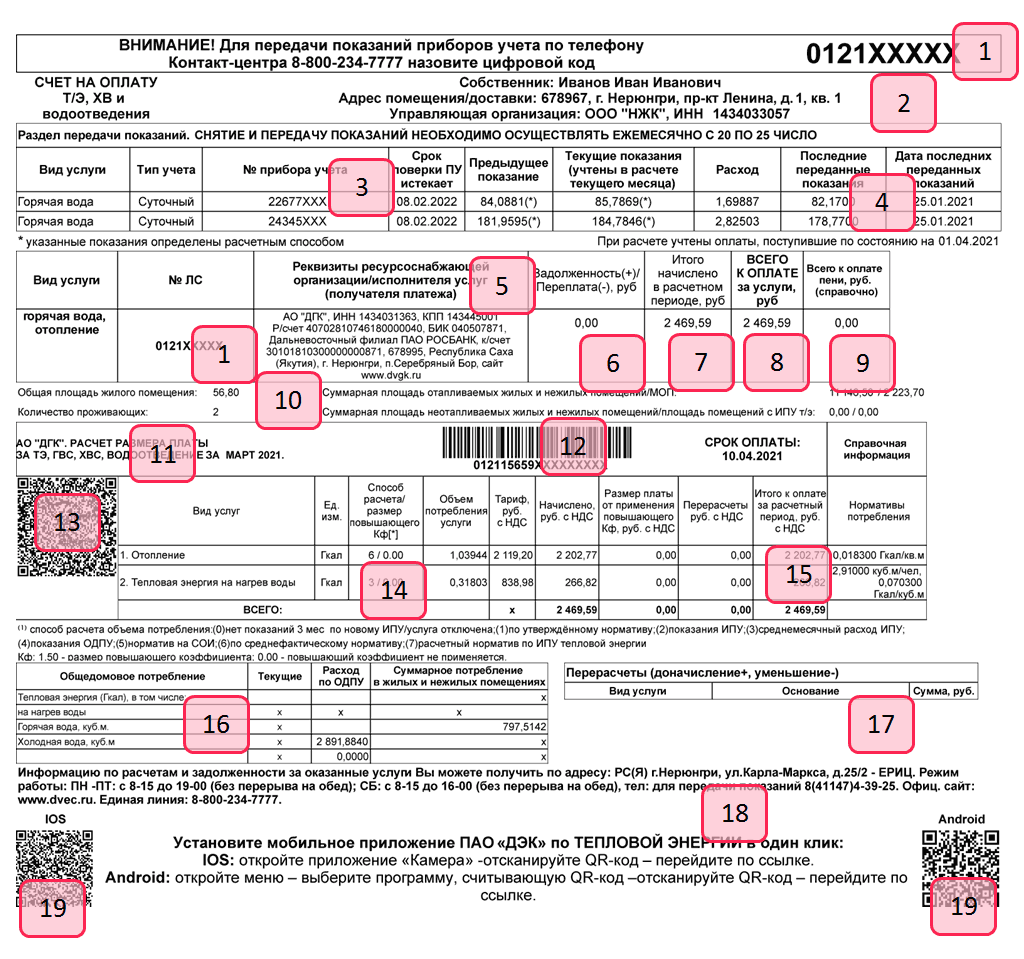 ВНИМАНИЕ! Для передачи показаний приборов учета по телефону
Контакт-центра 8-800-234-7777 назовите цифровой код
0121XXXXX
1
СЧЕТ НА ОПЛАТУ
Т/Э, ХВ и
водоотведения
Собственник: Иванов Иван Иванович
Адрес помещения/доставки: 678967, г. Нерюнгри, пр-кт Ленина, д. 1, кв. 1
Управляющая организация: ООО "НЖК", ИНН 1434033057
2
Раздел передачи показаний. СНЯТИЕ И ПЕРЕДАЧУ ПОКАЗАНИЙ НЕОБХОДИМО ОСУЩЕСТВЛЯТЬ ЕЖЕМЕСЯЧНО С 20 ПО 25 ЧИСЛО
Вид услуги
Тип учета
№ прибора учета
Срок поверки ПУ истекает
Предыдущее показание
Текущие показания (учтены в расчете текущего месяца)
Расход
Последние переданные показания
Дата последних переданных показаний
3
4
Горячая вода Суточный 22677XXX 08.02.2022 84,0881(*) 85,7869(*) 1,69887 82,1700 25.01.2021
Горячая вода Суточный 24345XXX 08.02.2022 181,9595(*) 184,7846(*) 2,82503 178,7700 25.01.2021
* указанные показания определены расчетным способом
При расчете учтены оплаты, поступившие по состоянию на 01.04.2021
Вид услуги
№ ЛС
Реквизиты ресурсоснабжающей
организации/исполнителя услуг
(получателя платежа)
5
Задолженность(+)/
Переплата(-), руб
Итого
начислено
в расчетном
периоде, руб
ВСЕГО
К ОПЛАТЕ
за услуги,
руб
Всего к оплате
пени, руб.
(справочно)
горячая вода,
отопление
0121XXXXX
1
АО "ДГК", ИНН 1434031363, КПП 143445001
Р/счет 40702810746180000040, БИК 040507871,
Дальневосточный филиал ПАО РОСБАНК, к/счет
30101810300000000871, 678995, Республика Саха
(Якутия), г. Нерюнгри, п.Серебряный Бор, сайт
www.dvgk.ru
0,00 2 469,59 2 469,59 0,00
6
7
8
9
Общая площадь жилого помещения: 56,80
10
Суммарная площадь отапливаемых жилых и нежилых помещений/МОП: / 2 223,70
Количество проживающих: 2
Суммарная площадь неотапливаемых жилых и нежилых помещений/площадь помещений с ИПУ т/э: 0,00 / 0,00
АО "ДГК". РАСЧЕТ РАЗМЕРА ПЛАТЫ
ЗА ТЭ, ГВС, ХВС, ВОДООТВЕДЕНИЕ ЗА МАРТ 2021.
11
12
012115659XXXXXXXXX
СРОК ОПЛАТЫ:
10.04.2021
Справочная
информация
13
Вид услуг
Ед. изм.
Способ расчета/ размер повышающего Кф[*]
Объем потребления услуги
Тариф, руб. с НДС
Начислено, руб. с НДС
Размер платы от применения повышающего Кф, руб. с НДС
Перерасчеты руб. с НДС
Итого к оплате за расчетный период, руб. с НДС
Нормативы потребления
1. Отопление Гкал 6 / 0.00 1,03944 2 119,20 2 202,77 0,00 0,00 2 202,77 0,018300 Гкал/кв.м
2. Тепловая энергия на нагрев воды Гкал 3 / 0.00 0,31803 838,98 266,82 0,00 0,00 266,82 2,91000 куб.м/чел, 0,070300 Гкал/куб.м
14
15
ВСЕГО: x 2 469,59 0,00 0,00 2 469,59
(1) способ расчета объема потребления:(0)нет показаний 3 мес по новому ИПУ/услуга отключена;(1)по утверждённому нормативу;(2)показания ИПУ;(3)среднемесячный расход ИПУ;
(4)показания ОДПУ;(5)норматив на СОИ;(6)по среднефактическому нормативу;(7)расчетный норматив по ИПУ тепловой энергии
Кф: 1.50 - размер повышающего коэффициента: 0.00 - повышающий коэффициент не применяется.
Общедомовое потребление
Текущие
Расход
по ОДПУ
Суммарное потребление
в жилых и нежилых помещениях
Тепловая энергия (Гкал), в том числе: x
на нагрев воды x x x
Горячая вода, куб.м. x 797,5142
Холодная вода, куб.м x 2 891,8840 x
x 0,0000 x
16
Перерасчеты (доначисление+, уменьшение-)
Вид услуги Основание Сумма, руб.
17
Информацию по расчетам и задолженности за оказанные услуги Вы можете получить по адресу: РС(Я) г.Нерюнгри, ул.Карла-Маркса, д.25/2 - ЕРИЦ. Режим
работы: ПН -ПТ: с 8-15 до 19-00 (без перерыва на обед); СБ: с 8-15 до 16-00 (без перерыва на обед), тел: для передачи показаний 8(41147)4-39-25. Офиц. сайт:
www.dvec.ru. Единая линия: 8-800-234-7777.
18
IOS
Android
Установите мобильное приложение ПАО «ДЭК» по ТЕПЛОВОЙ ЭНЕРГИИ в один клик:
IOS: откройте приложение «Камера» -отсканируйте QR-код – перейдите по ссылке.
Android: откройте меню – выберите программу, считывающую QR-код –отсканируйте QR-код – перейдите по
ссылке.
19
19